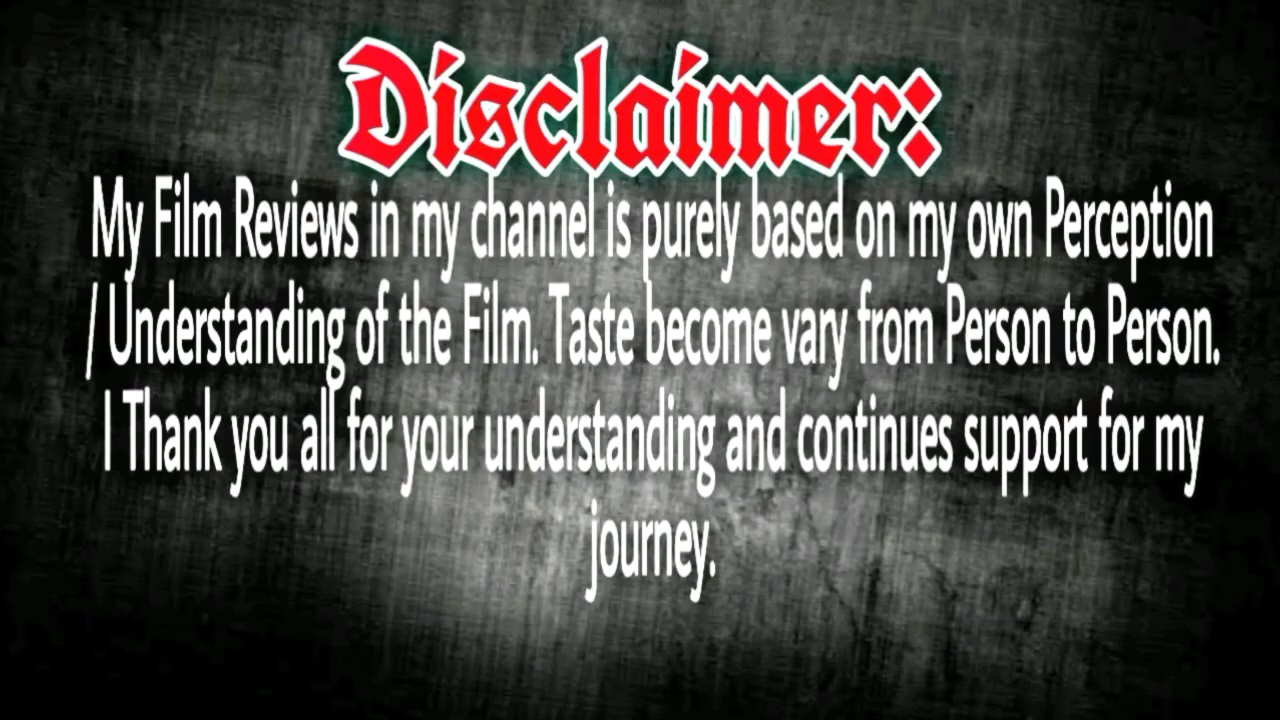 Disclaimer:
My Film Reviews in my channel is purely based on my own Perception
/ Understanding of the Film. Taste become vary from Person to Person.
I Thank you all for your understanding and continues support for my
journey.